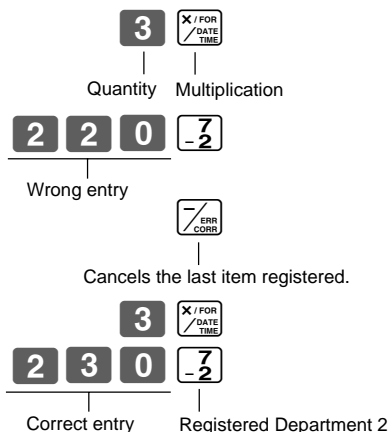 3 X / FOR / DATE TIME
Quantity Multiplication
2 2 0 7 -2
Wrong entry
− / ERR CORR
Cancels the last item registered.
3 X / FOR / DATE TIME
2 3 0 7 -2
Correct entry Registered Department 2